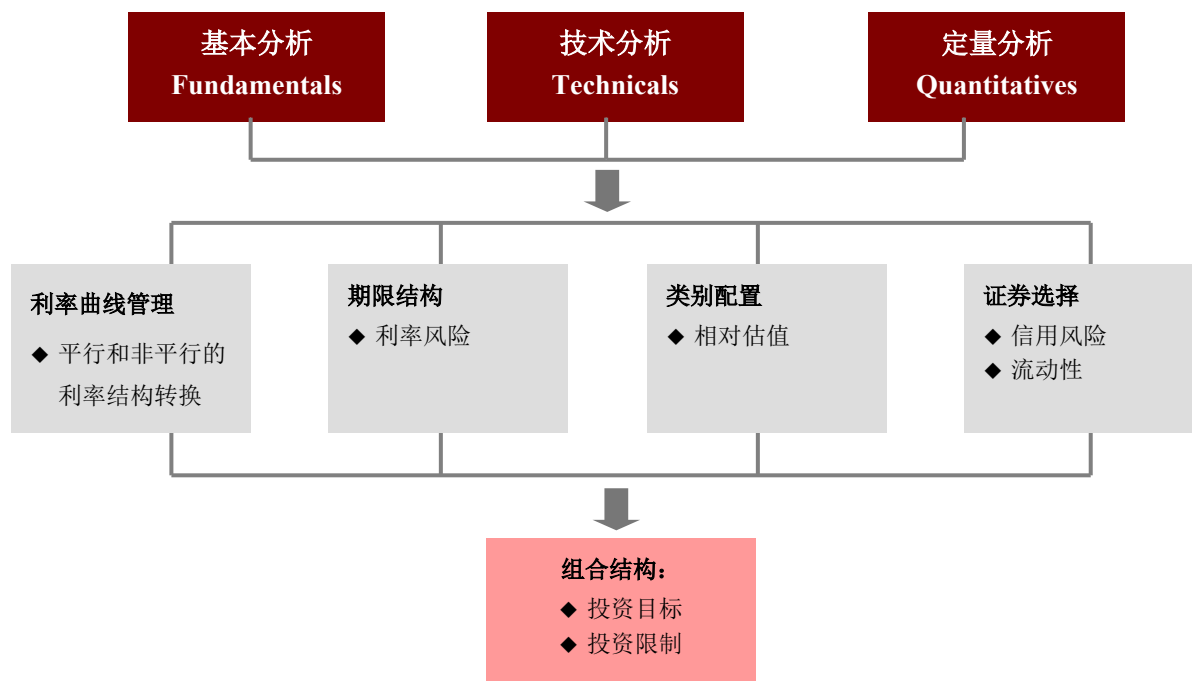 基本分析
Fundamentals
技术分析
Technicals
定量分析
Quantitatives
利率曲线管理
◆ 平行和非平行的
利率结构转换
期限结构
◆ 利率风险
类别配置
◆ 相对估值
证券选择
◆ 信用风险
◆ 流动性
组合结构：
◆ 投资目标
◆ 投资限制